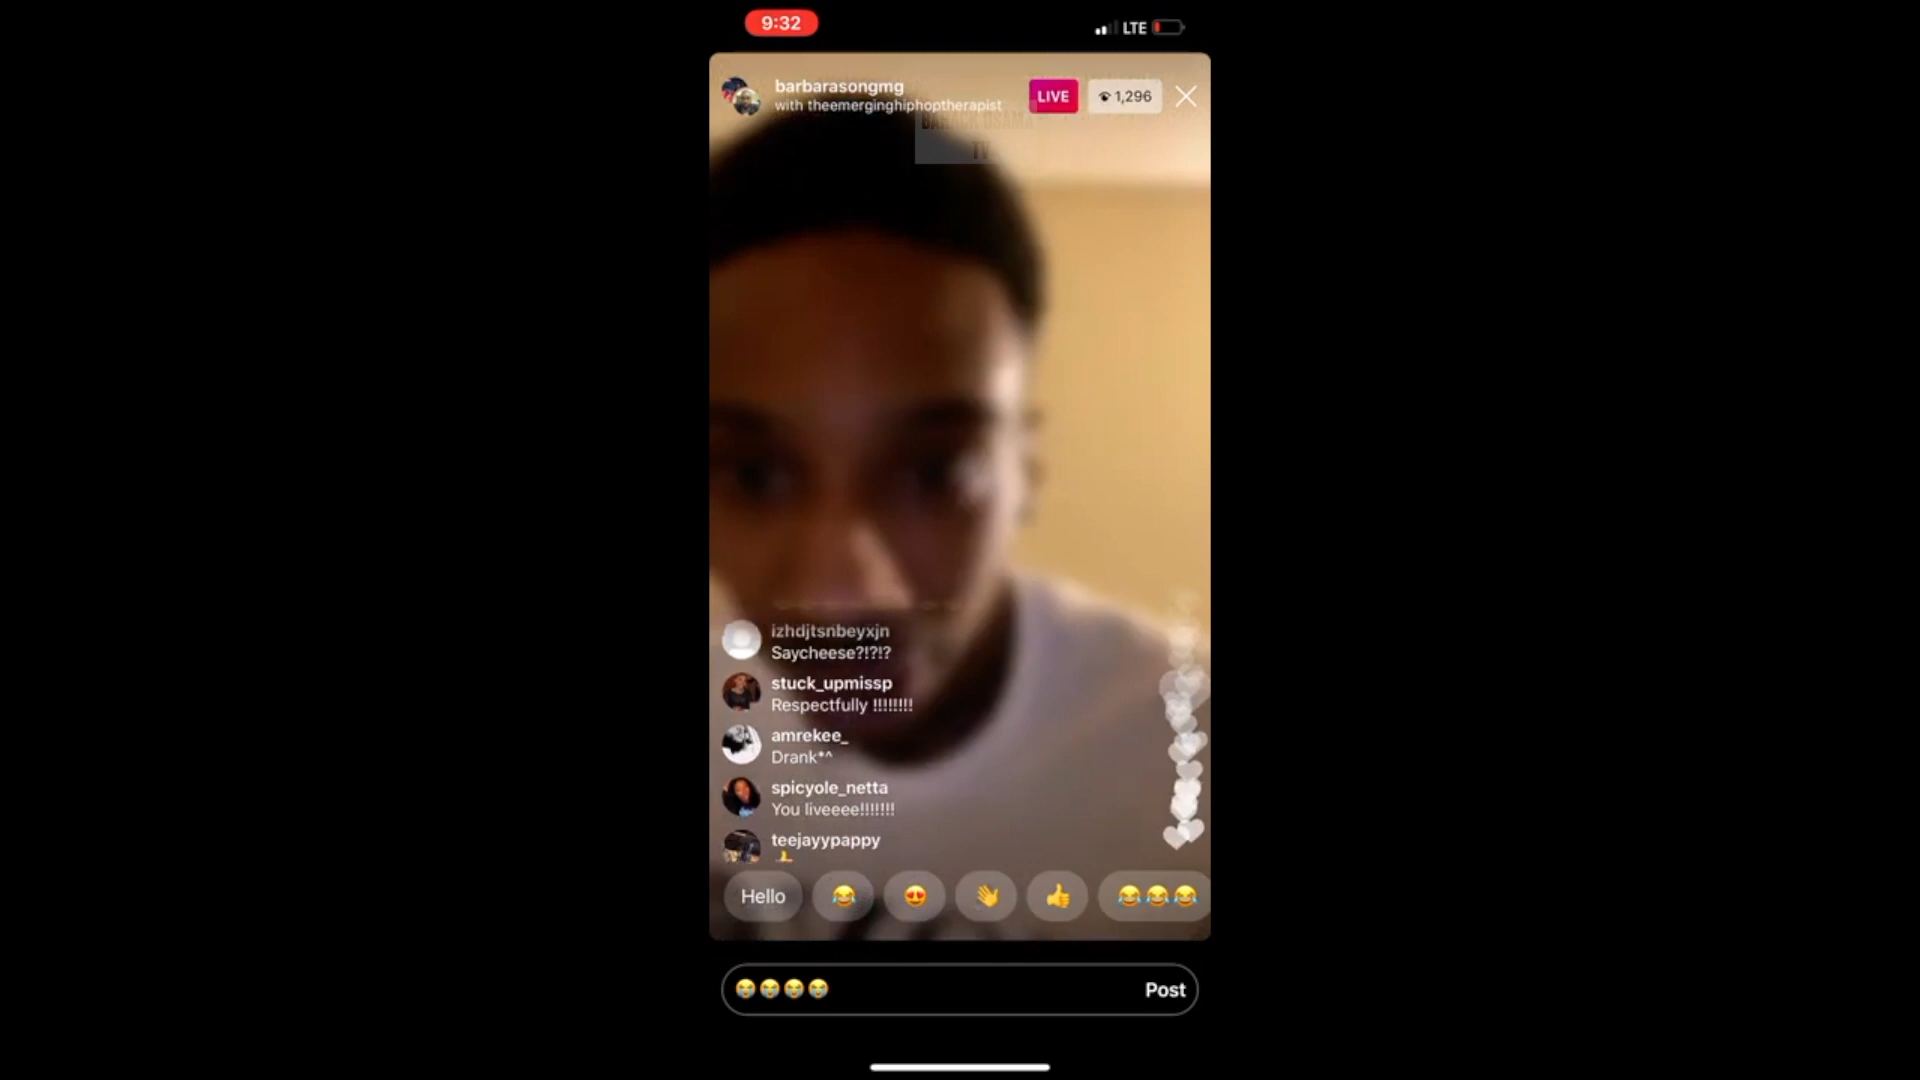 9:32
LTE
barbarasongmg
with theemerginghiphoptherapist
LIVE
1,296
TV
izhdjtsnbeyxjn
Saycheese?!?!?
stuck_upmissp
Respectfully !!!!!!!!
amrekee_
Drank*^
spicyole_netta
You liveeee!!!!!!!
teejayypappy
Hello
Post